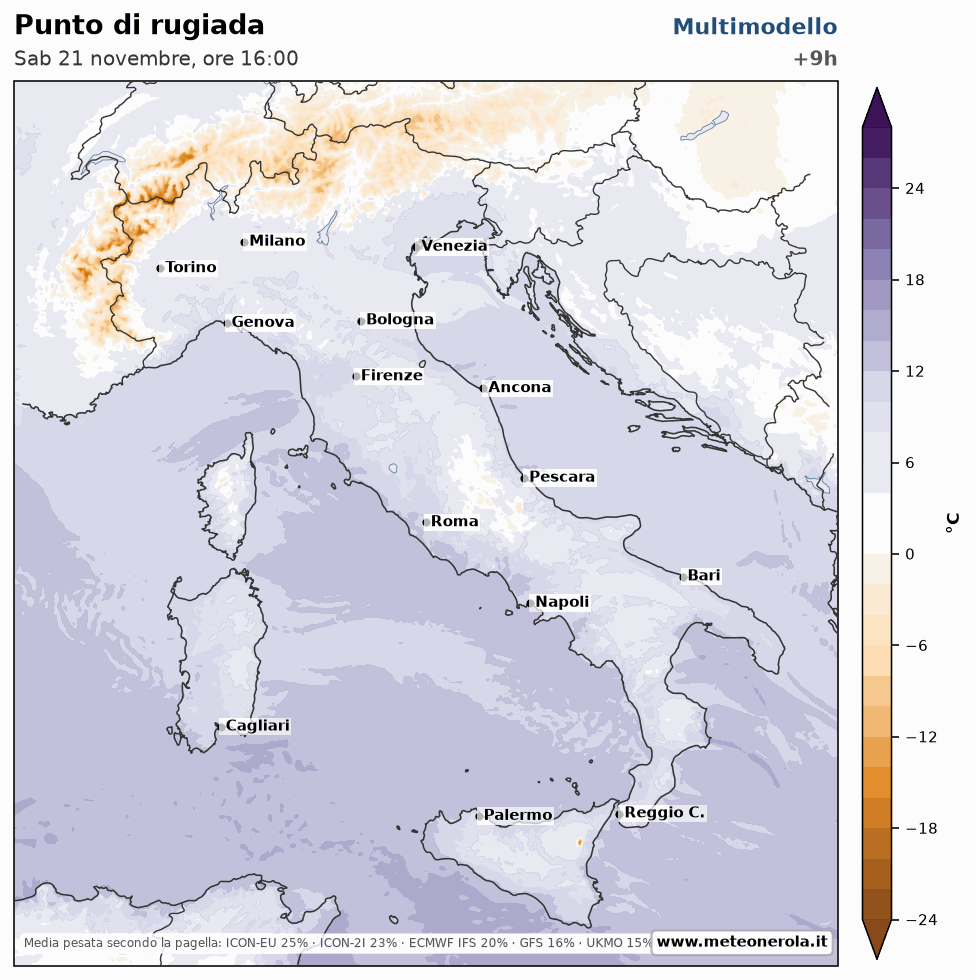 Punto di rugiada
Multimodello
Sab 21 novembre, ore 16:00
+9h
Milano
Venezia
Torino
Genova
Bologna
Firenze
Ancona
Pescara
Roma
Bari
Napoli
Cagliari
Palermo
Reggio C.
24
18
12
6
0
−6
−12
−18
−24
°C
Media pesata secondo la pagella: ICON-EU 25% · ICON-2I 23% · ECMWF IFS 20% · GFS 16% · UKMO 15%
www.meteonerola.it